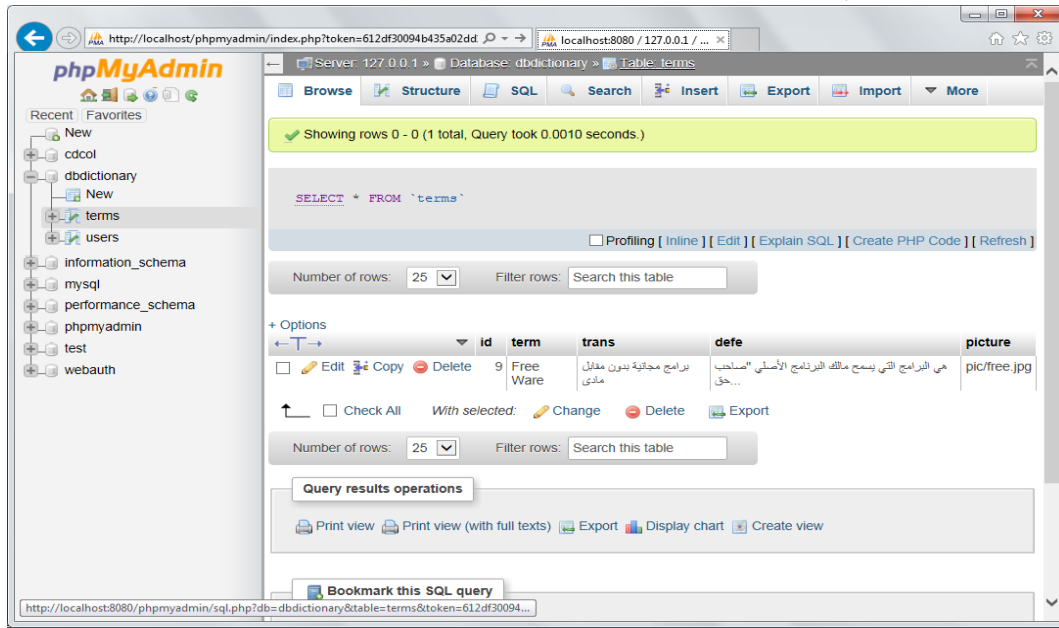 http://localhost/phpmyadmin/index.php?token=612df30094b435a02dd
localhost:8080 / 127.0.0.1 / ...
phpMyAdmin
Recent Favorites
New
cdcol
dbdictionary
New
terms
users
information_schema
mysql
performance_schema
phpmyadmin
test
webauth
Server: 127.0.0.1 » Database: dbdictionary » Table: terms
Browse Structure SQL Search Insert Export Import More
Showing rows 0 - 0 (1 total, Query took 0.0010 seconds.)
SELECT * FROM `terms`
Profiling [ Inline ] [ Edit ] [ Explain SQL ] [ Create PHP Code ] [ Refresh ]
Number of rows: 25 Filter rows: Search this table
+ Options
id term trans defe picture
Edit Copy Delete 9 Free برامج مجانية بدون مقابل هي البرامج التي يسمح مالك البرنامج الأصلي "صاحب pic/free.jpg
Ware مادى حق...
Check All With selected: Change Delete Export
Number of rows: 25 Filter rows: Search this table
Query results operations
Print view Print view (with full texts) Export Display chart Create view
Bookmark this SQL query
http://localhost:8080/phpmyadmin/sql.php?db=dbdictionary&table=terms&token=612df30094...